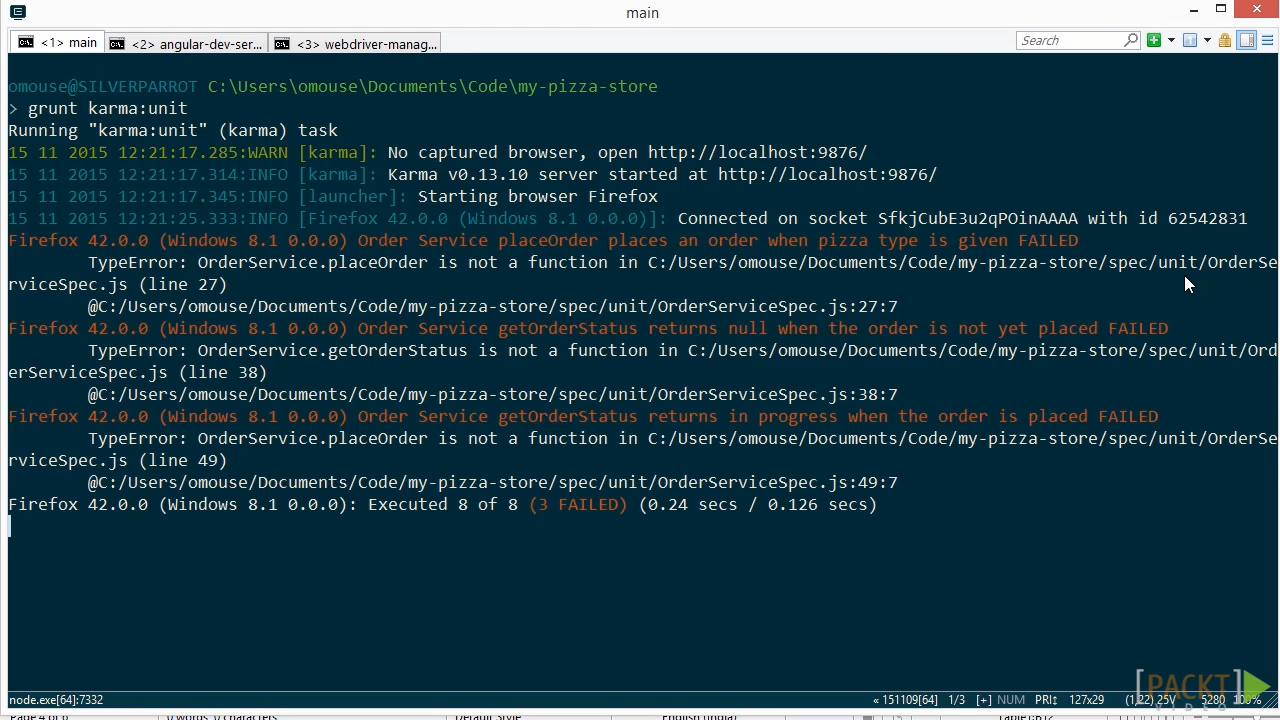 main
<1> main
<2> angular-dev-ser...
<3> webdriver-manag...
Search
omouse@SILVERPARROT C:\Users\omouse\Documents\Code\my-pizza-store
> grunt karma:unit
Running "karma:unit" (karma) task
15 11 2015 12:21:17.285:WARN [karma]: No captured browser, open http://localhost:9876/
15 11 2015 12:21:17.314:INFO [karma]: Karma v0.13.10 server started at http://localhost:9876/
15 11 2015 12:21:17.345:INFO [launcher]: Starting browser Firefox
15 11 2015 12:21:25.333:INFO [Firefox 42.0.0 (Windows 8.1 0.0.0)]: Connected on socket SfkjCubE3u2qPOinAAAA with id 62542831
Firefox 42.0.0 (Windows 8.1 0.0.0) Order Service placeOrder places an order when pizza type is given FAILED
TypeError: OrderService.placeOrder is not a function in C:/Users/omouse/Documents/Code/my-pizza-store/spec/unit/OrderSe
rviceSpec.js (line 27)
@C:/Users/omouse/Documents/Code/my-pizza-store/spec/unit/OrderServiceSpec.js:27:7
Firefox 42.0.0 (Windows 8.1 0.0.0) Order Service getOrderStatus returns null when the order is not yet placed FAILED
TypeError: OrderService.getOrderStatus is not a function in C:/Users/omouse/Documents/Code/my-pizza-store/spec/unit/Ord
erServiceSpec.js (line 38)
@C:/Users/omouse/Documents/Code/my-pizza-store/spec/unit/OrderServiceSpec.js:38:7
Firefox 42.0.0 (Windows 8.1 0.0.0) Order Service getOrderStatus returns in progress when the order is placed FAILED
TypeError: OrderService.placeOrder is not a function in C:/Users/omouse/Documents/Code/my-pizza-store/spec/unit/OrderSe
rviceSpec.js (line 49)
@C:/Users/omouse/Documents/Code/my-pizza-store/spec/unit/OrderServiceSpec.js:49:7
Firefox 42.0.0 (Windows 8.1 0.0.0): Executed 8 of 8 (3 FAILED) (0.24 secs / 0.126 secs)
[PACKT]
VIDEO
node.exe[64]:7332
« 151109[64] 1/3 [+] NUM PRI↕ 127x29 (1,22) 25V 5280 100%
Default Style